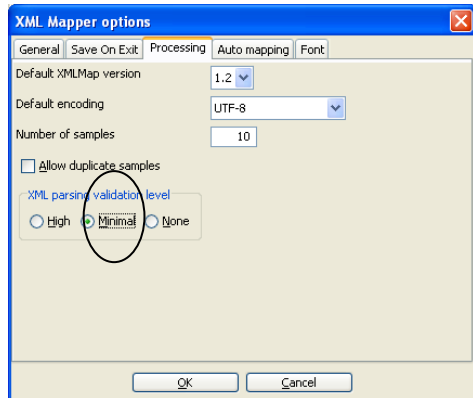 XML Mapper options
General Save On Exit Processing Auto mapping Font
Default XMLMap version 1.2
Default encoding UTF-8
Number of samples 10
Allow duplicate samples
XML parsing validation level
High Minimal None
OK Cancel